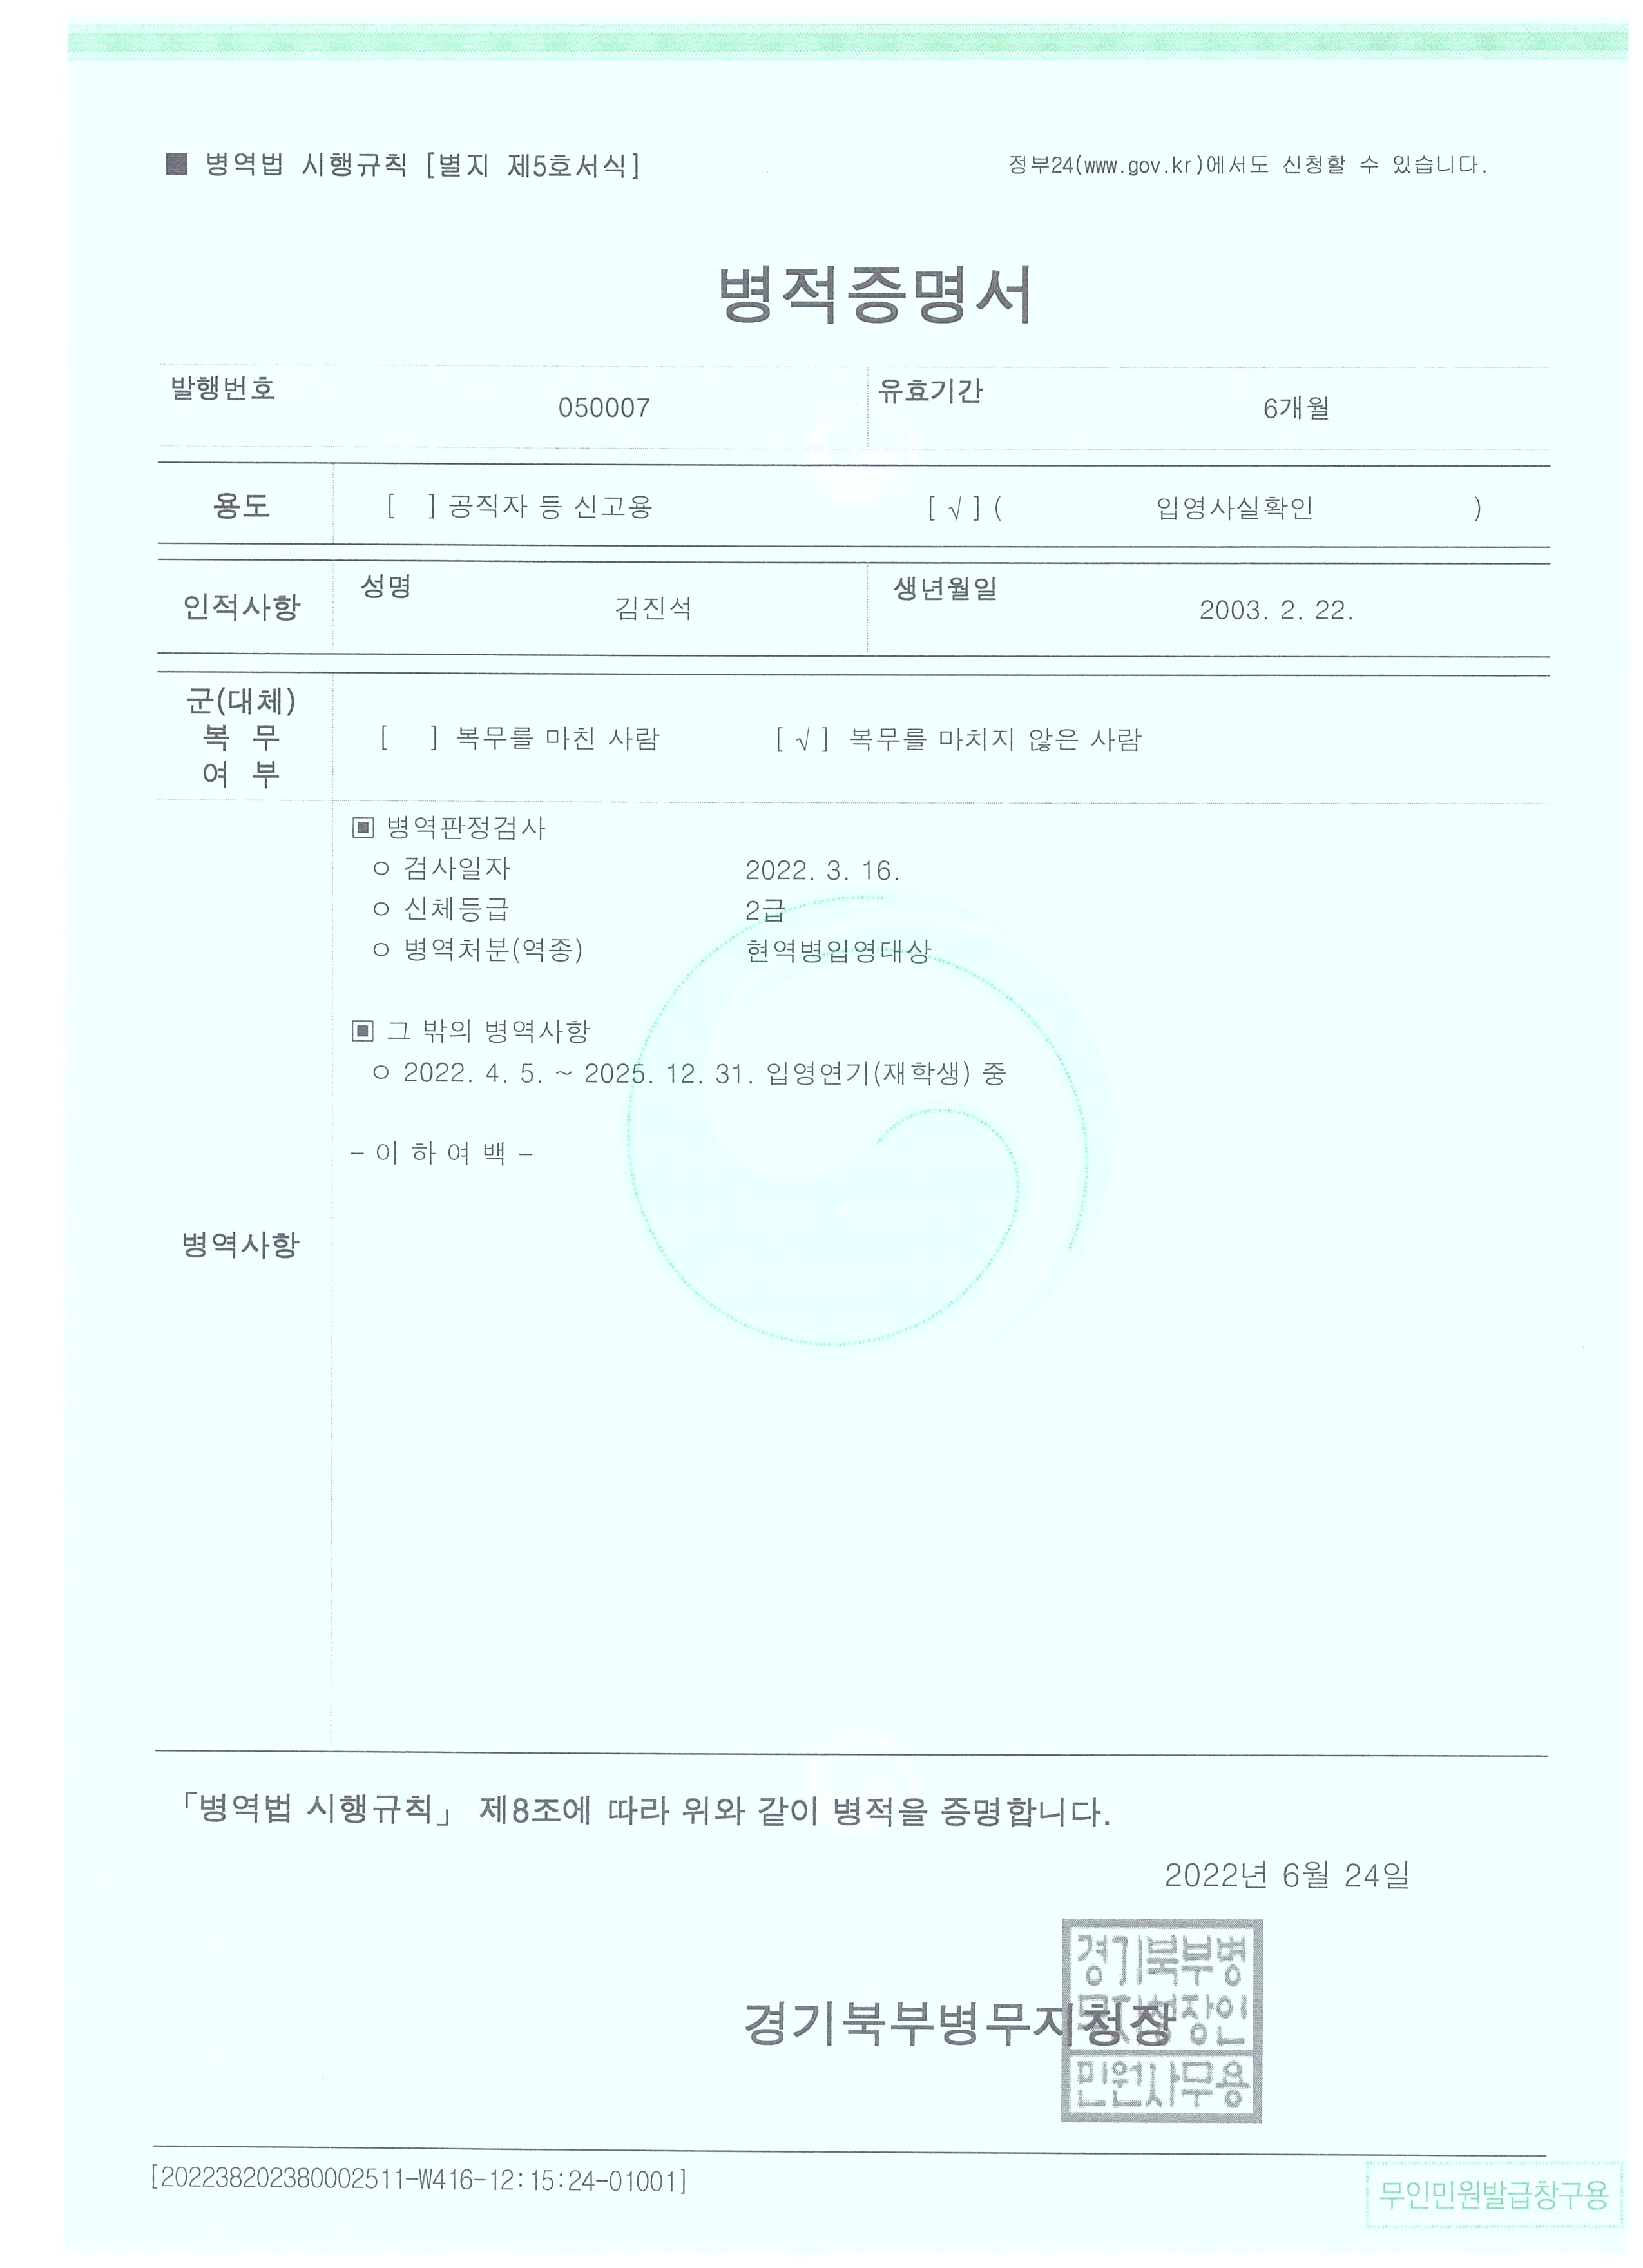 ■ 병역법 시행규칙 [별지 제5호서식]
정부24(www.gov.kr)에서도 신청할 수 있습니다.
병적증명서
발행번호 050007 유효기간 6개월
용도 [ ] 공직자 등 신고용 [ √ ] ( 입영사실확인 )
인적사항 성명 김진석 생년월일 2003. 2. 22.
군(대체)
복 무
여 부
[ ] 복무를 마친 사람 [ √ ] 복무를 마치지 않은 사람
병역사항
▣ 병역판정검사
○ 검사일자 2022. 3. 16.
○ 신체등급 2급
○ 병역처분(역종) 현역병입영대상
▣ 그 밖의 병역사항
○ 2022. 4. 5. ~ 2025. 12. 31. 입영연기(재학생) 중
- 이 하 여 백 -
「병역법 시행규칙」 제8조에 따라 위와 같이 병적을 증명합니다.
2022년 6월 24일
경기북부병무지청장
경기북부병
무지청장인
민원사무용
[202238202380002511-W416-12:15:24-01001]
무인민원발급창구용